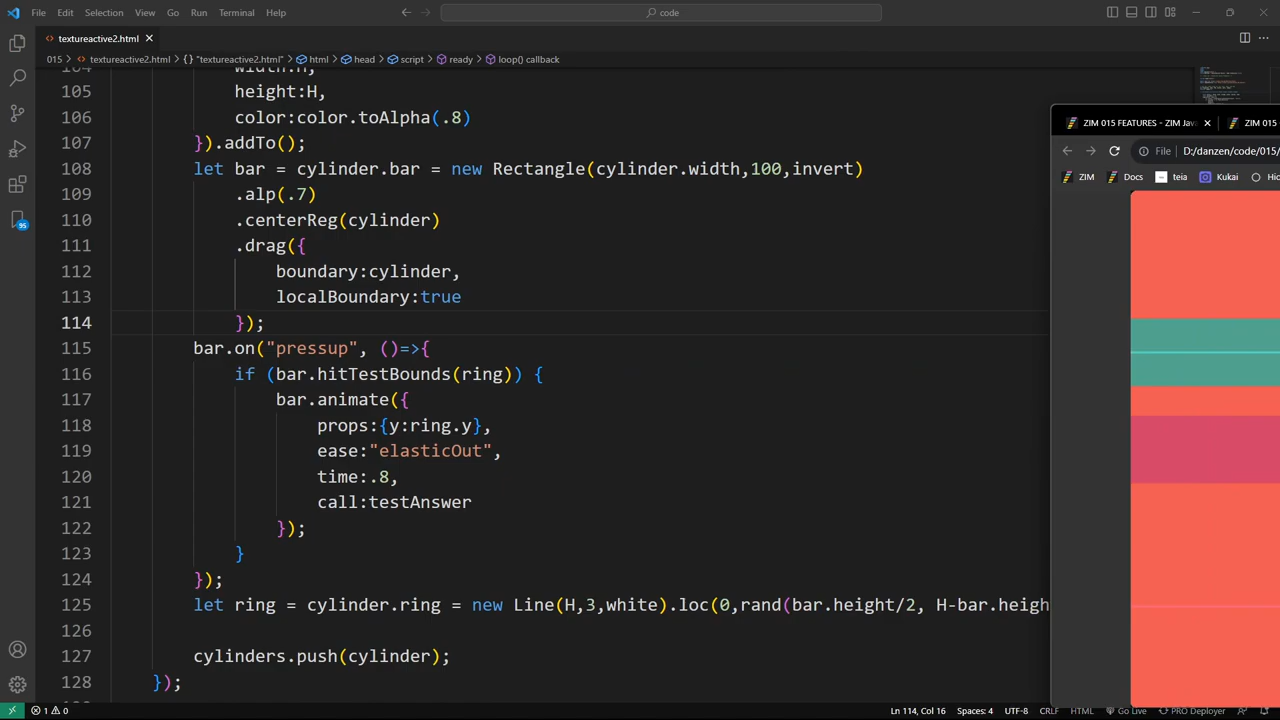 File Edit Selection View Go Run Terminal Help
code
textureactive2.html
015 > textureactive2.html > {} "textureactive2.html" > html > head > script > ready > loop() callback
104 width:H,
105 height:H,
106 color:color.toAlpha(.8)
107 }).addTo();
108 let bar = cylinder.bar = new Rectangle(cylinder.width,100,invert)
109 .alp(.7)
110 .centerReg(cylinder)
111 .drag({
112 boundary:cylinder,
113 localBoundary:true
114 });
115 bar.on("pressup", ()=>{
116 if (bar.hitTestBounds(ring)) {
117 bar.animate({
118 props:{y:ring.y},
119 ease:"elasticOut",
120 time:.8,
121 call:testAnswer
122 });
123 }
124 });
125 let ring = cylinder.ring = new Line(H,3,white).loc(0,rand(bar.height/2, H-bar.heigh
126
127 cylinders.push(cylinder);
128 });
95
ZIM 015 FEATURES - ZIM Java ZIM 015
File D:/danzen/code/015/
ZIM Docs teia Kukai Hic
1 0
Ln 114, Col 16 Spaces: 4 UTF-8 CRLF HTML Go Live PRO Deployer